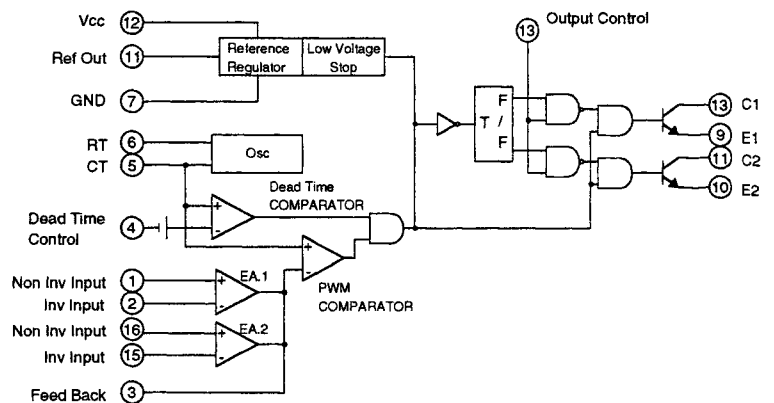 Vcc 12
Output Control
13
Ref Out 11
Reference Regulator
Low Voltage Stop
GND 7
F
T / F
13 C1
9 E1
11 C2
10 E2
RT 6
CT 5
Osc
Dead Time COMPARATOR
+
-
Dead Time Control 4
+
-
PWM COMPARATOR
Non Inv Input 1
+
EA.1
Inv Input 2
-
Non Inv Input 16
+
EA.2
Inv Input 15
-
Feed Back 3